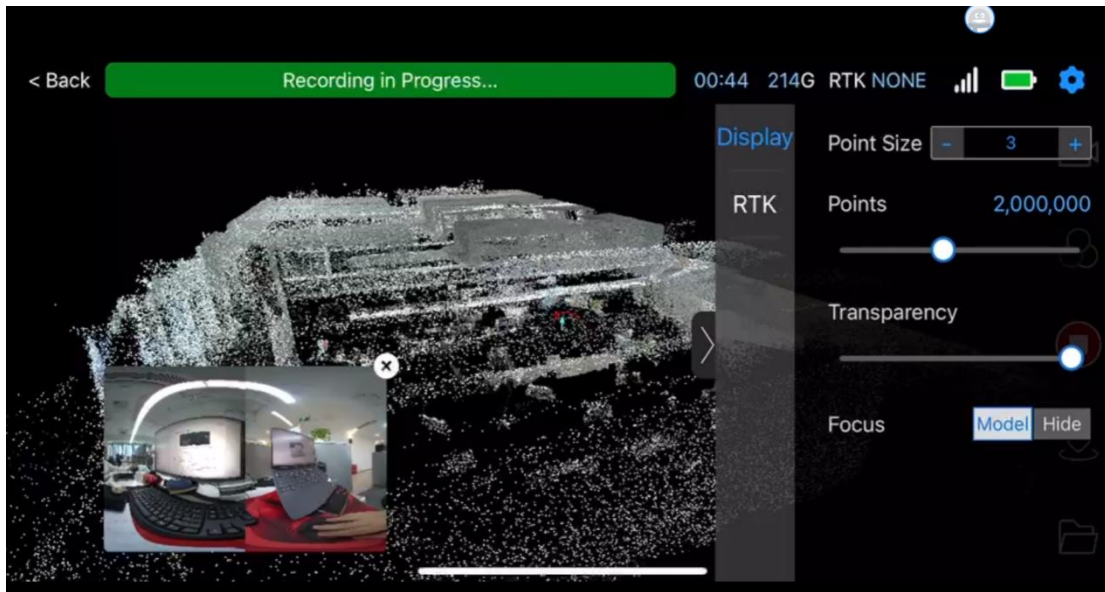 < Back
Recording in Progress...
00:44 214G RTK NONE
Display
RTK
Point Size - 3 +
Points 2,000,000
Transparency
Focus Model Hide